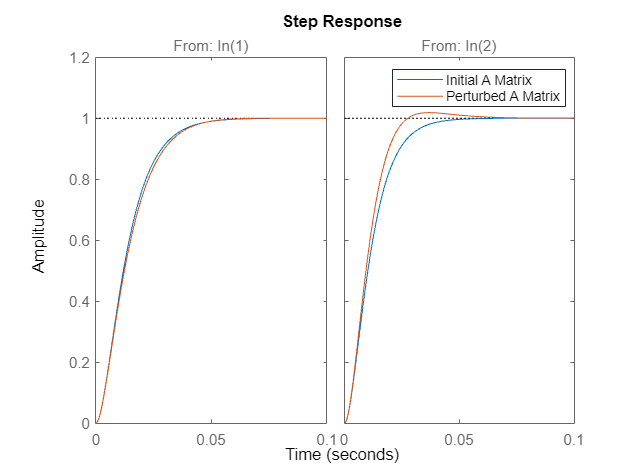 Step Response
From: In(1)
From: In(2)
Initial A Matrix
Perturbed A Matrix
Amplitude
1.2
1
0.8
0.6
0.4
0.2
0
0 0.05 0.1
0 0.05 0.1
Time (seconds)